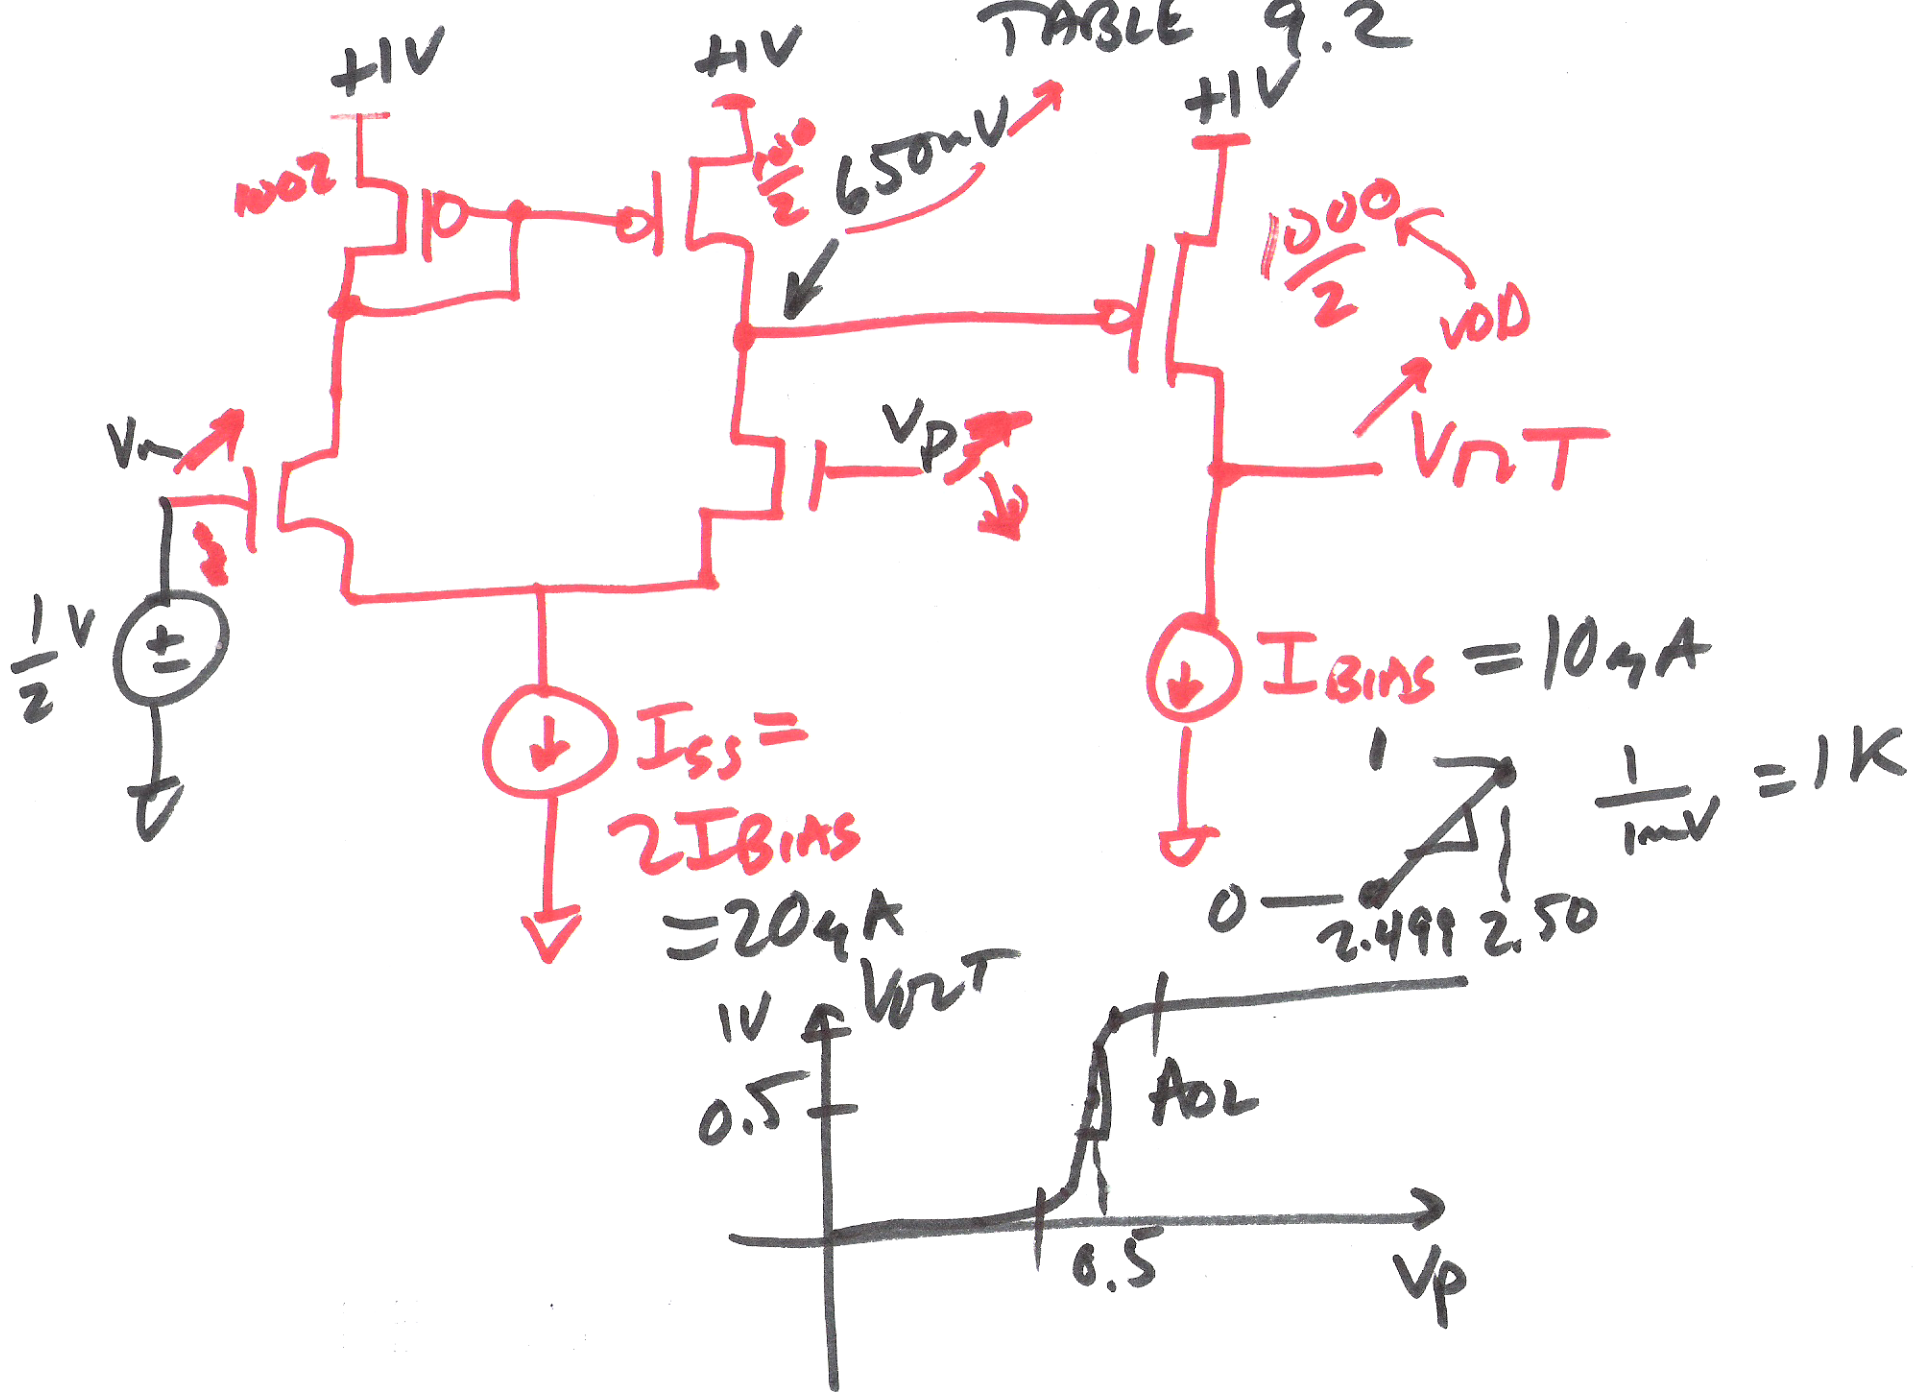 TABLE 9.2
+1V
+1V
+1V
100 2
100
2
650mV
1000
2
VOD
Vm
Vp
VOUT
1 V
2
IBIAS = 10μA
ISS =
2IBIAS
= 20μA
1
1 = 1K
1mV
0
2.499 2.50
VOUT
1V
0.5
AOL
0.5
Vp